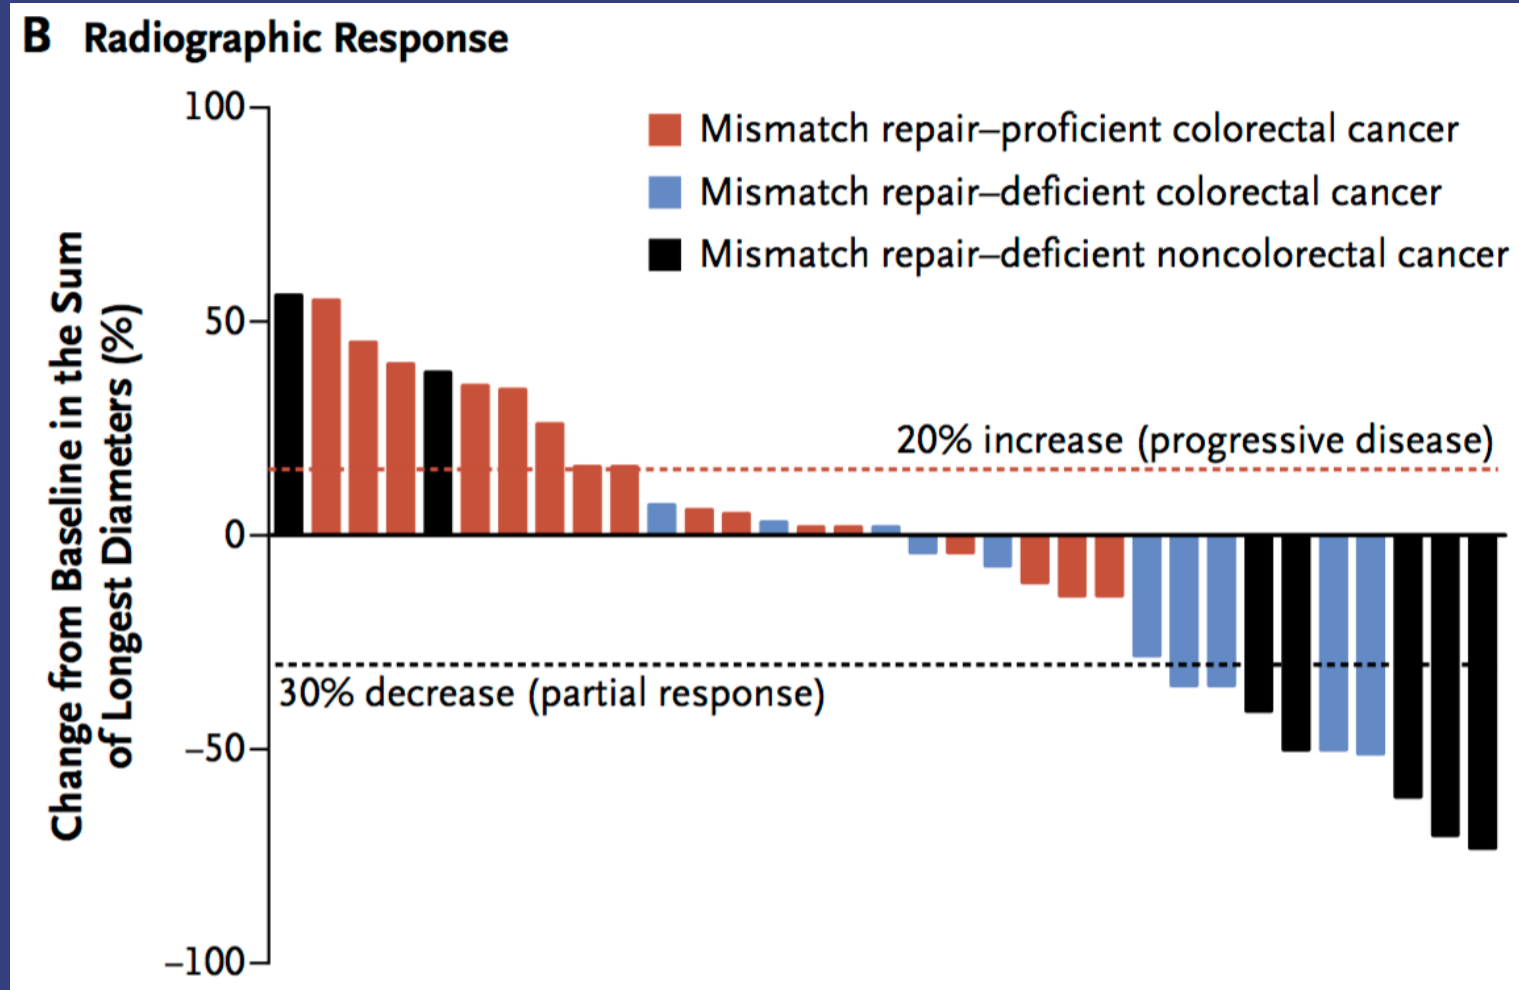 B Radiographic Response
100
50
0
–50
–100
Change from Baseline in the Sum
of Longest Diameters (%)
Mismatch repair–proficient colorectal cancer
Mismatch repair–deficient colorectal cancer
Mismatch repair–deficient noncolorectal cancer
20% increase (progressive disease)
30% decrease (partial response)